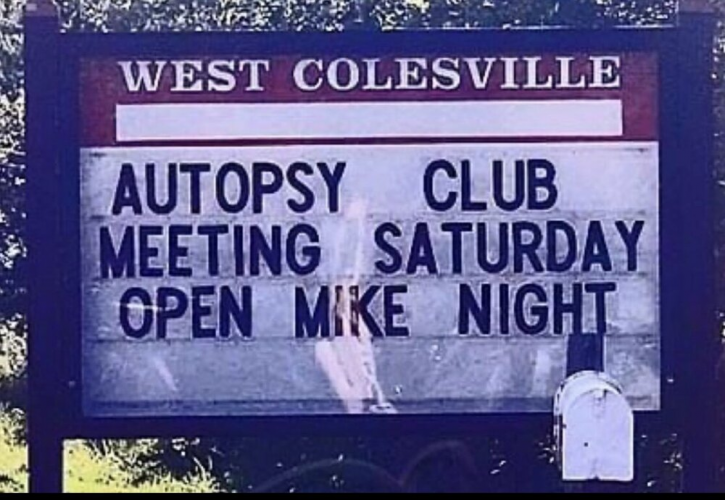 WEST COLESVILLE
AUTOPSY CLUB
MEETING SATURDAY
OPEN MIKE NIGHT